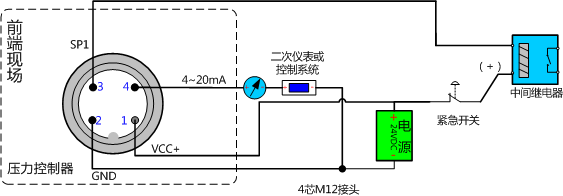 前端现场
SP1
3
4
2
1
4~20mA
二次仪表或
控制系统
VCC+
GND
压力控制器
4芯M12接头
+ 24VDC -
电源
紧急开关
(+)
中间继电器